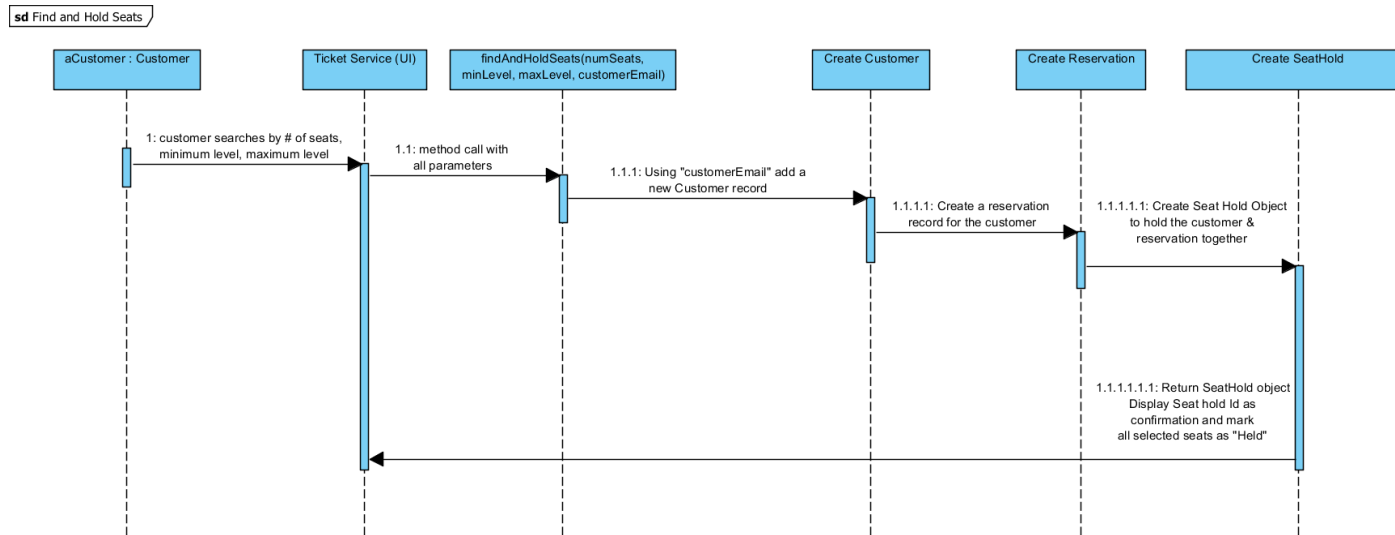 sd Find and Hold Seats
aCustomer : Customer
Ticket Service (UI)
findAndHoldSeats(numSeats,
minLevel, maxLevel, customerEmail)
Create Customer
Create Reservation
Create SeatHold
1: customer searches by # of seats,
minimum level, maximum level
1.1: method call with
all parameters
1.1.1: Using "customerEmail" add a
new Customer record
1.1.1.1: Create a reservation
record for the customer
1.1.1.1.1: Create Seat Hold Object
to hold the customer &
reservation together
1.1.1.1.1.1: Return SeatHold object
Display Seat hold Id as
confirmation and mark
all selected seats as "Held"